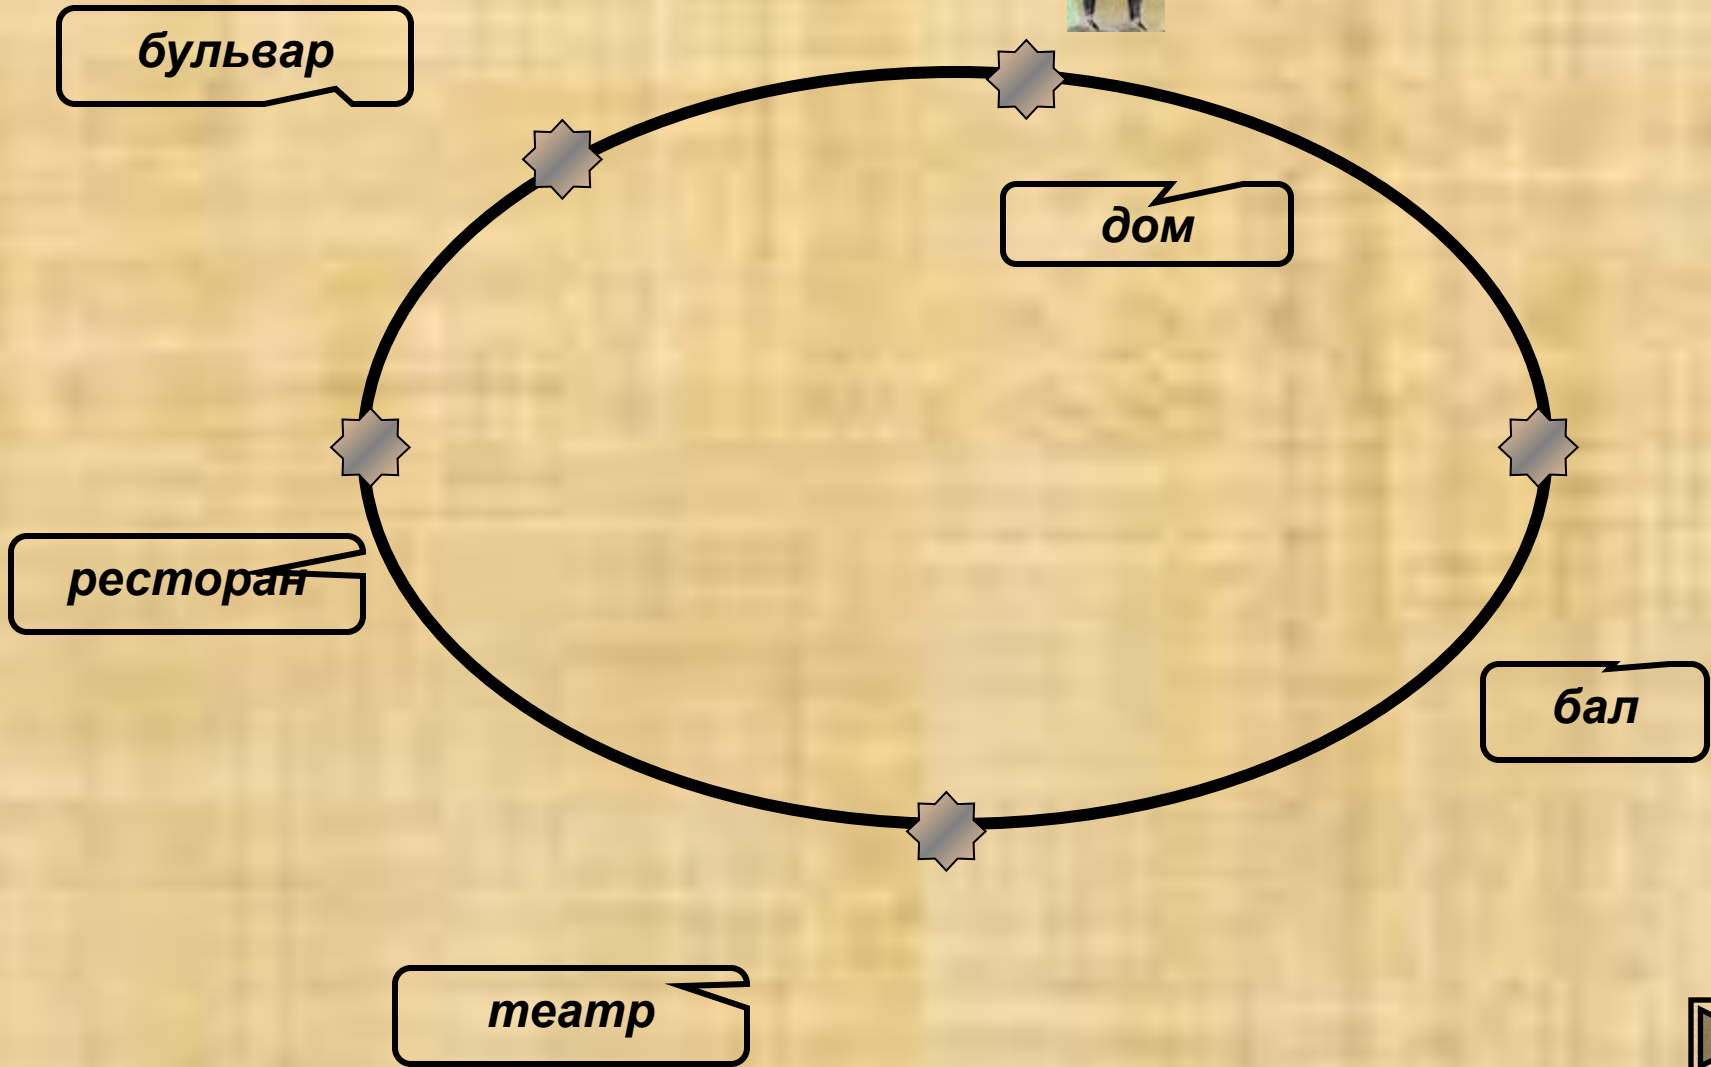 бульвар
дом
ресторан
бал
театр